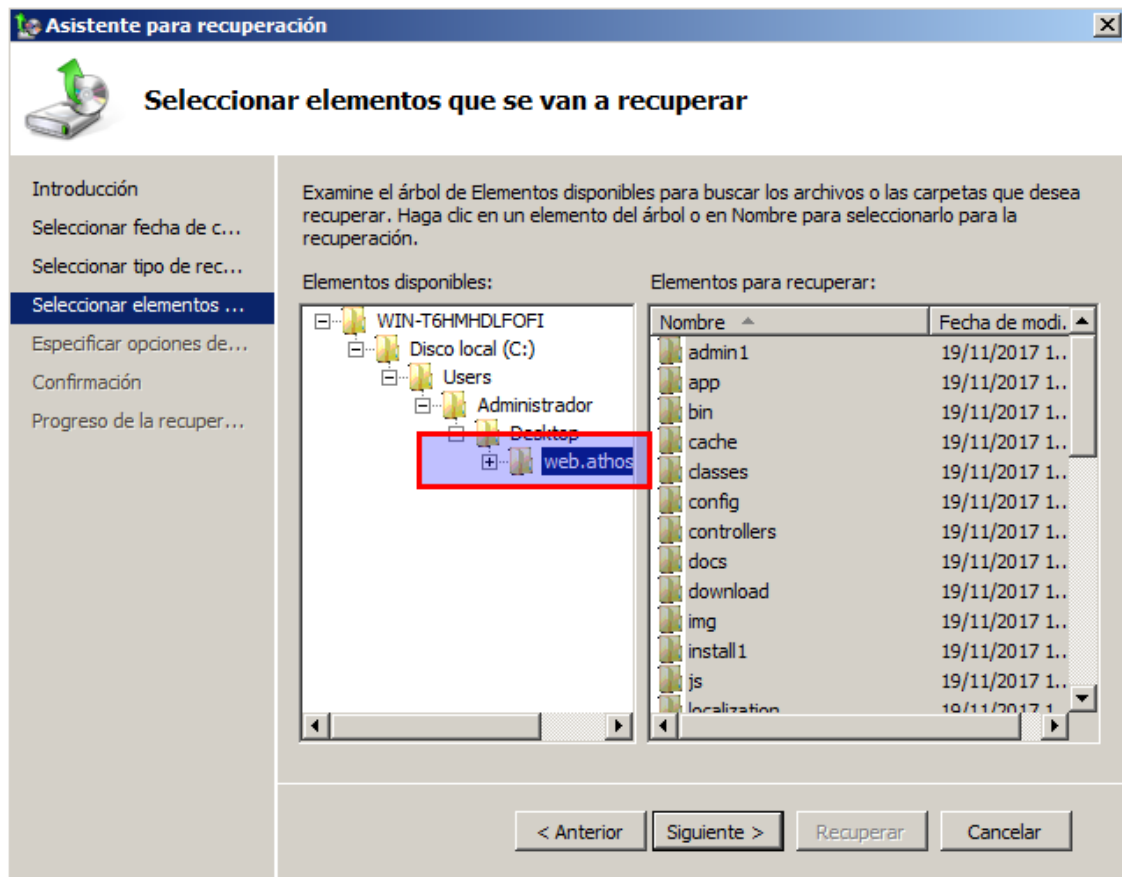 Asistente para recuperación
Seleccionar elementos que se van a recuperar
Introducción
Seleccionar fecha de c...
Seleccionar tipo de rec...
Seleccionar elementos ...
Especificar opciones de...
Confirmación
Progreso de la recuper...
Examine el árbol de Elementos disponibles para buscar los archivos o las carpetas que desea
recuperar. Haga clic en un elemento del árbol o en Nombre para seleccionarlo para la
recuperación.
Elementos disponibles:
WIN-T6HMHDLFOFI
Disco local (C:)
Users
Administrador
Desktop
web.athos
Elementos para recuperar:
Nombre Fecha de modi.
admin1 19/11/2017 1..
app 19/11/2017 1..
bin 19/11/2017 1..
cache 19/11/2017 1..
classes 19/11/2017 1..
config 19/11/2017 1..
controllers 19/11/2017 1..
docs 19/11/2017 1..
download 19/11/2017 1..
img 19/11/2017 1..
install1 19/11/2017 1..
js 19/11/2017 1..
localization 19/11/2017 1
< Anterior Siguiente > Recuperar Cancelar